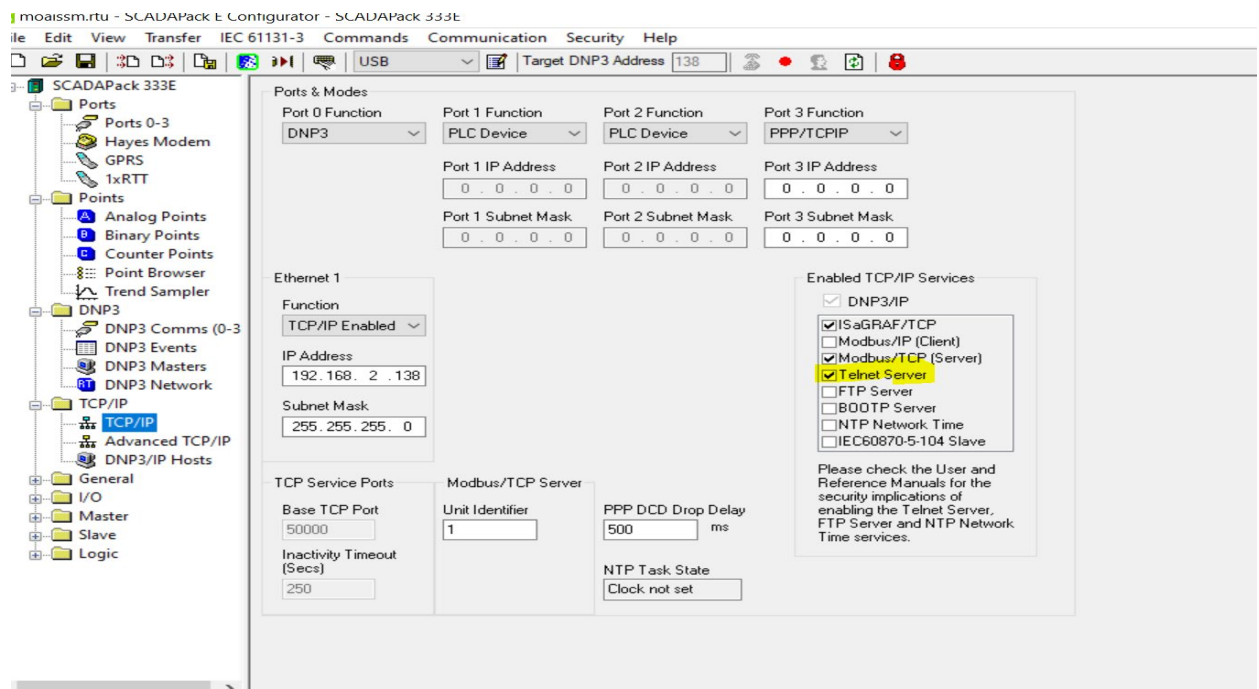 moaissm.rtu - SCADAPack E Configurator - SCADAPack 333E
ile Edit View Transfer IEC 61131-3 Commands Communication Security Help
USB Target DNP3 Address 138
SCADAPack 333E
Ports
Ports 0-3
Hayes Modem
GPRS
1xRTT
Points
Analog Points
Binary Points
Counter Points
Point Browser
Trend Sampler
DNP3
DNP3 Comms (0-3
DNP3 Events
DNP3 Masters
DNP3 Network
TCP/IP
TCP/IP
Advanced TCP/IP
DNP3/IP Hosts
General
I/O
Master
Slave
Logic
Ports & Modes
Port 0 Function Port 1 Function Port 2 Function Port 3 Function
DNP3 PLC Device PLC Device PPP/TCPIP
Port 1 IP Address Port 2 IP Address Port 3 IP Address
0 . 0 . 0 . 0 0 . 0 . 0 . 0 0 . 0 . 0 . 0
Port 1 Subnet Mask Port 2 Subnet Mask Port 3 Subnet Mask
0 . 0 . 0 . 0 0 . 0 . 0 . 0 0 . 0 . 0 . 0
Ethernet 1
Function
TCP/IP Enabled
IP Address
192.168. 2 .138
Subnet Mask
255.255.255. 0
Enabled TCP/IP Services
DNP3/IP
ISaGRAF/TCP
Modbus/IP (Client)
Modbus/TCP (Server)
Telnet Server
FTP Server
BOOTP Server
NTP Network Time
IEC60870-5-104 Slave
Please check the User and
Reference Manuals for the
security implications of
enabling the Telnet Server,
FTP Server and NTP Network
Time services.
TCP Service Ports
Base TCP Port
50000
Inactivity Timeout
(Secs)
250
Modbus/TCP Server
Unit Identifier
1
PPP DCD Drop Delay
500 ms
NTP Task State
Clock not set